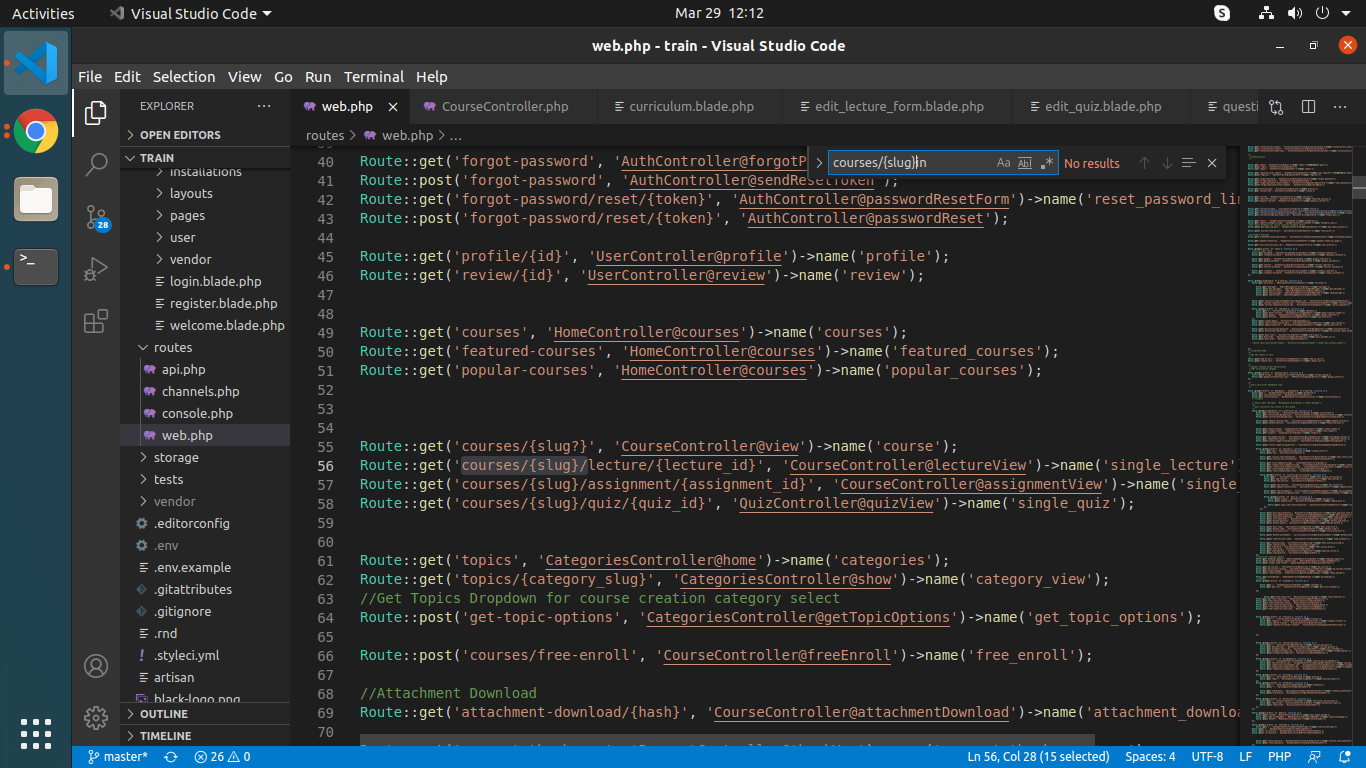 Activities
Visual Studio Code
Mar 29 12:12
web.php - train - Visual Studio Code
File Edit Selection View Go Run Terminal Help
EXPLORER
OPEN EDITORS
TRAIN
installations
layouts
pages
user
vendor
login.blade.php
register.blade.php
welcome.blade.php
routes
api.php
channels.php
console.php
web.php
storage
tests
vendor
.editorconfig
.env
.env.example
.gitattributes
.gitignore
.rnd
.styleci.yml
artisan
black-logo.png
OUTLINE
TIMELINE
28
web.php CourseController.php curriculum.blade.php edit_lecture_form.blade.php edit_quiz.blade.php questi
routes > web.php > ...
courses/{slug}in
Aa Abl .*
No results
40 Route::get('forgot-password', 'AuthController@forgotP
41 Route::post('forgot-password', 'AuthController@sendResetToken');
42 Route::get('forgot-password/reset/{token}', 'AuthController@passwordResetForm')->name('reset_password_lin
43 Route::post('forgot-password/reset/{token}', 'AuthController@passwordReset');
44
45 Route::get('profile/{id}', 'UserController@profile')->name('profile');
46 Route::get('review/{id}', 'UserController@review')->name('review');
47
48
49 Route::get('courses', 'HomeController@courses')->name('courses');
50 Route::get('featured-courses', 'HomeController@courses')->name('featured_courses');
51 Route::get('popular-courses', 'HomeController@courses')->name('popular_courses');
52
53
54
55 Route::get('courses/{slug?}', 'CourseController@view')->name('course');
56 Route::get('courses/{slug}/lecture/{lecture_id}', 'CourseController@lectureView')->name('single_lecture')
57 Route::get('courses/{slug}/assignment/{assignment_id}', 'CourseController@assignmentView')->name('single_
58 Route::get('courses/{slug}/quiz/{quiz_id}', 'QuizController@quizView')->name('single_quiz');
59
60
61 Route::get('topics', 'CategoriesController@home')->name('categories');
62 Route::get('topics/{category_slug}', 'CategoriesController@show')->name('category_view');
63 //Get Topics Dropdown for course creation category select
64 Route::post('get-topic-options', 'CategoriesController@getTopicOptions')->name('get_topic_options');
65
66 Route::post('courses/free-enroll', 'CourseController@freeEnroll')->name('free_enroll');
67
68 //Attachment Download
69 Route::get('attachment-download/{hash}', 'CourseController@attachmentDownload')->name('attachment_downloa
70
master* 26 0 Ln 56, Col 28 (15 selected) Spaces: 4 UTF-8 LF PHP